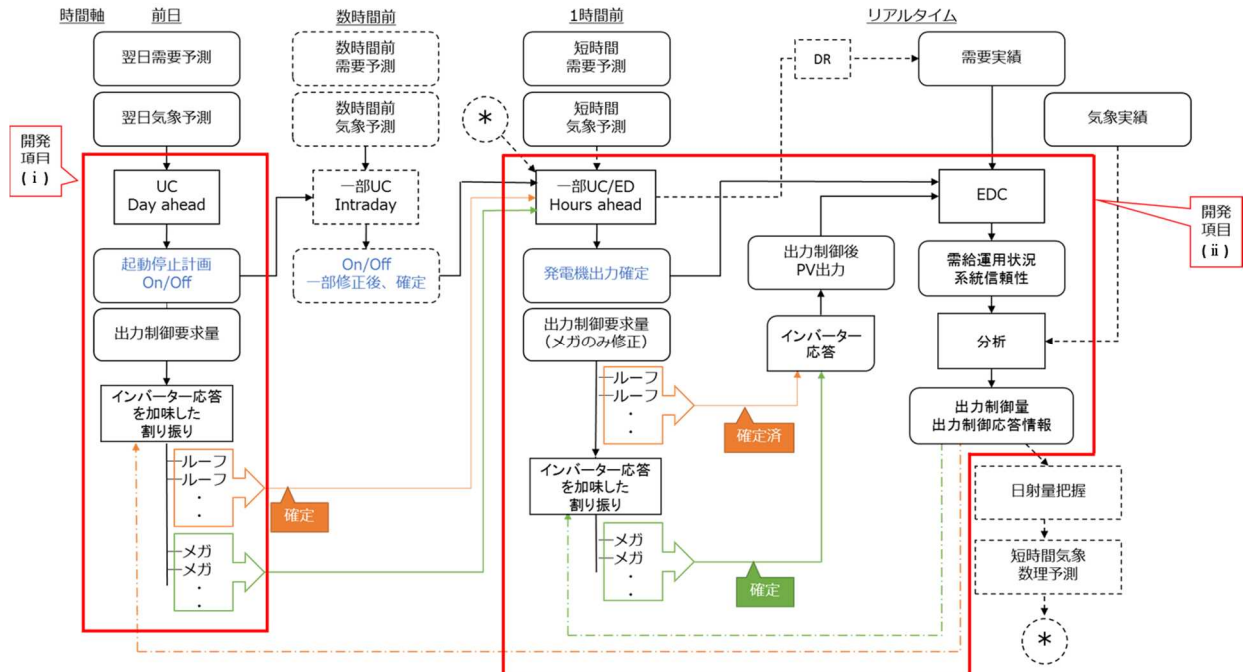 時間軸
前日
数時間前
1時間前
リアルタイム
翌日需要予測
数時間前
需要予測
短時間
需要予測
DR
需要実績
翌日気象予測
数時間前
気象予測
*
短時間
気象予測
気象実績
開発
項目
(ⅰ)
UC
Day ahead
一部UC
Intraday
一部UC/ED
Hours ahead
EDC
開発
項目
(ⅱ)
起動停止計画
On/Off
On/Off
一部修正後、確定
発電機出力確定
出力制御後
PV出力
需給運用状況
系統信頼性
出力制御要求量
出力制御要求量
(メガのみ修正)
インバーター
応答
分析
インバーター応答
を加味した
割り振り
ルーフ
ルーフ
・
・
確定済
出力制御量
出力制御応答情報
ルーフ
ルーフ
・
・
確定
インバーター応答
を加味した
割り振り
日射量把握
メガ
メガ
・
・
メガ
メガ
・
・
確定
短時間気象
数理予測
*